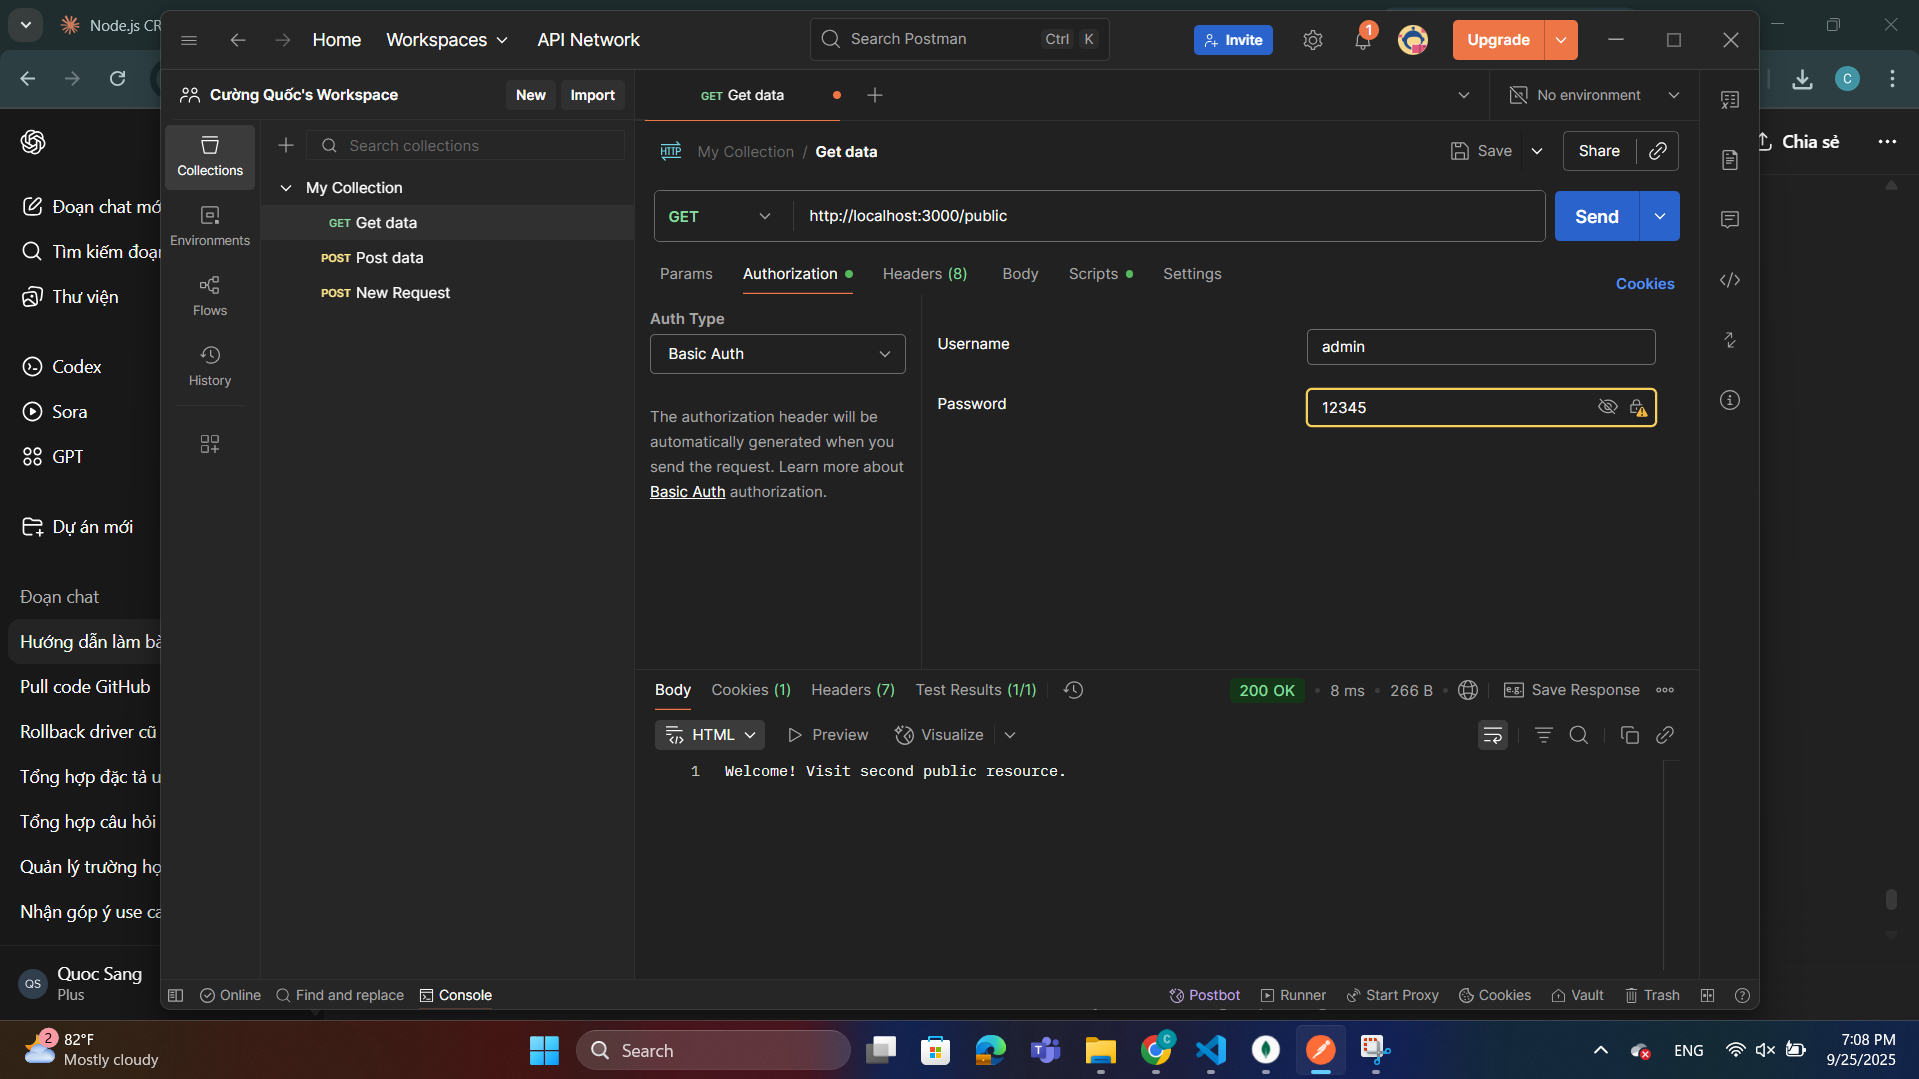 Node.js CR
Home
Workspaces
API Network
Search Postman
Ctrl K
Invite
1
Upgrade
C
Cường Quốc's Workspace
New
Import
GET Get data
No environment
Chia sẻ
Collections
Search collections
My Collection
GET Get data
POST Post data
POST New Request
Environments
Flows
History
HTTP My Collection / Get data
Save
Share
GET
http://localhost:3000/public
Send
Params
Authorization
Headers (8)
Body
Scripts
Settings
Cookies
Auth Type
Basic Auth
The authorization header will be
automatically generated when you
send the request. Learn more about
Basic Auth authorization.
Username
admin
Password
12345
Body
Cookies (1)
Headers (7)
Test Results (1/1)
200 OK
8 ms
266 B
e.g. Save Response
HTML
Preview
Visualize
1 Welcome! Visit second public resource.
Đoạn chat mớ
Tìm kiếm đoạn
Thư viện
Codex
Sora
GPT
Dự án mới
Đoạn chat
Hướng dẫn làm bà
Pull code GitHub
Rollback driver cũ
Tổng hợp đặc tả u
Tổng hợp câu hỏi
Quản lý trường họ
Nhận góp ý use ca
QS
Quoc Sang
Plus
Online
Find and replace
Console
Postbot
Runner
Start Proxy
Cookies
Vault
Trash
2
82°F
Mostly cloudy
Search
C
ENG
7:08 PM
9/25/2025